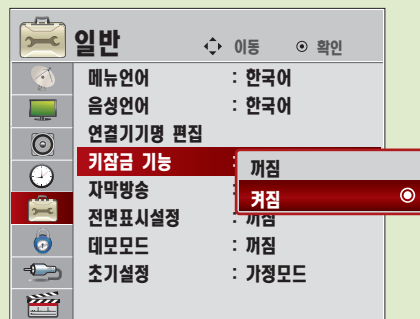 일반 이동 확인
메뉴언어 : 한국어
음성언어 : 한국어
연결기기명 편집
키잠금 기능 :
꺼짐
자막방송 :
켜짐
전면표시설정 : 꺼짐
데모모드 : 꺼짐
초기설정 : 가정모드